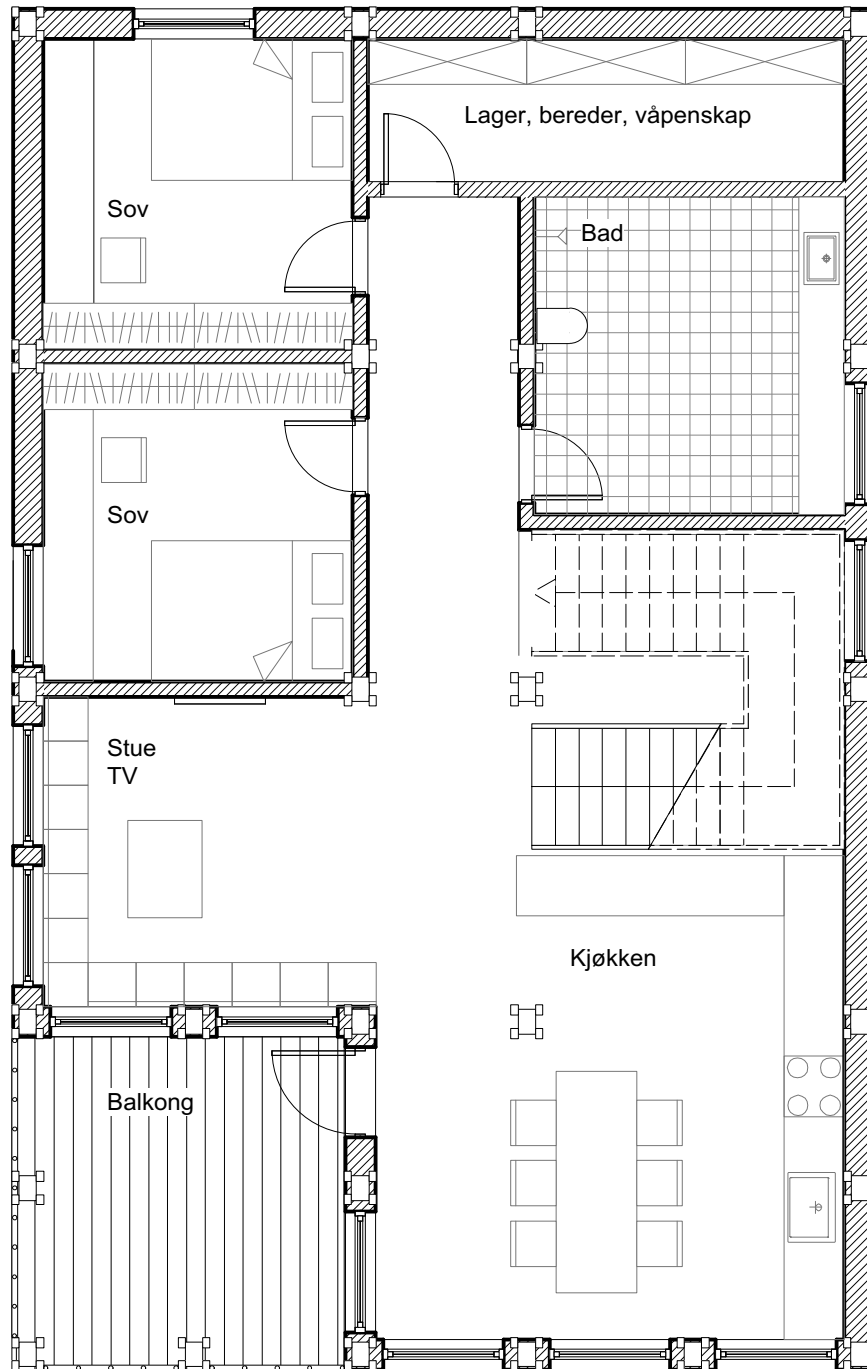 Lager, bereder, våpenskap
Sov
Bad
Sov
Stue
TV
Kjøkken
Balkong